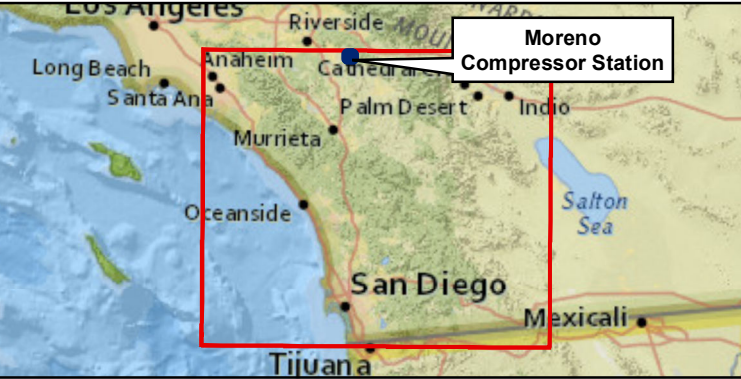 Los Angeles
Riverside
Moreno
Compressor Station
Long Beach
Anaheim
Santa Ana
Palm Desert
Indio
Murrieta
Oceanside
Salton
Sea
San Diego
Mexicali
Tijuana